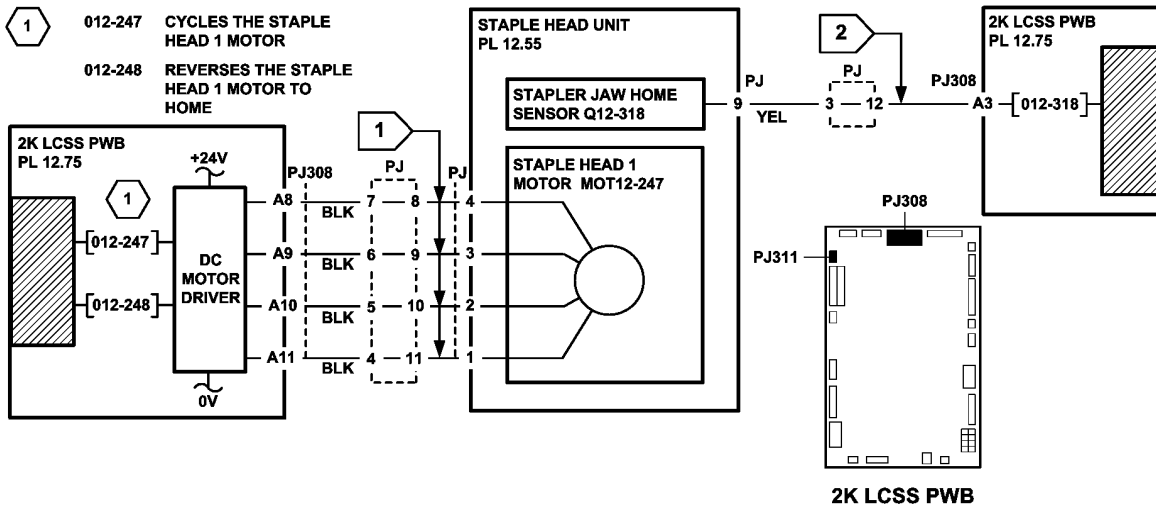 1
012-247 CYCLES THE STAPLE
HEAD 1 MOTOR
012-248 REVERSES THE STAPLE
HEAD 1 MOTOR TO
HOME
2K LCSS PWB
PL 12.75
+24V
1
012-247
012-248
DC
MOTOR
DRIVER
0V
PJ308
PJ
PJ
1
A8 BLK 7 8 4
A9 BLK 6 9 3
A10 BLK 5 10 2
A11 BLK 4 11 1
STAPLE HEAD UNIT
PL 12.55
STAPLER JAW HOME
SENSOR Q12-318
STAPLE HEAD 1
MOTOR MOT12-247
PJ
9 YEL
PJ
3 12
2
PJ308
A3
012-318
2K LCSS PWB
PL 12.75
PJ308
PJ311
2K LCSS PWB